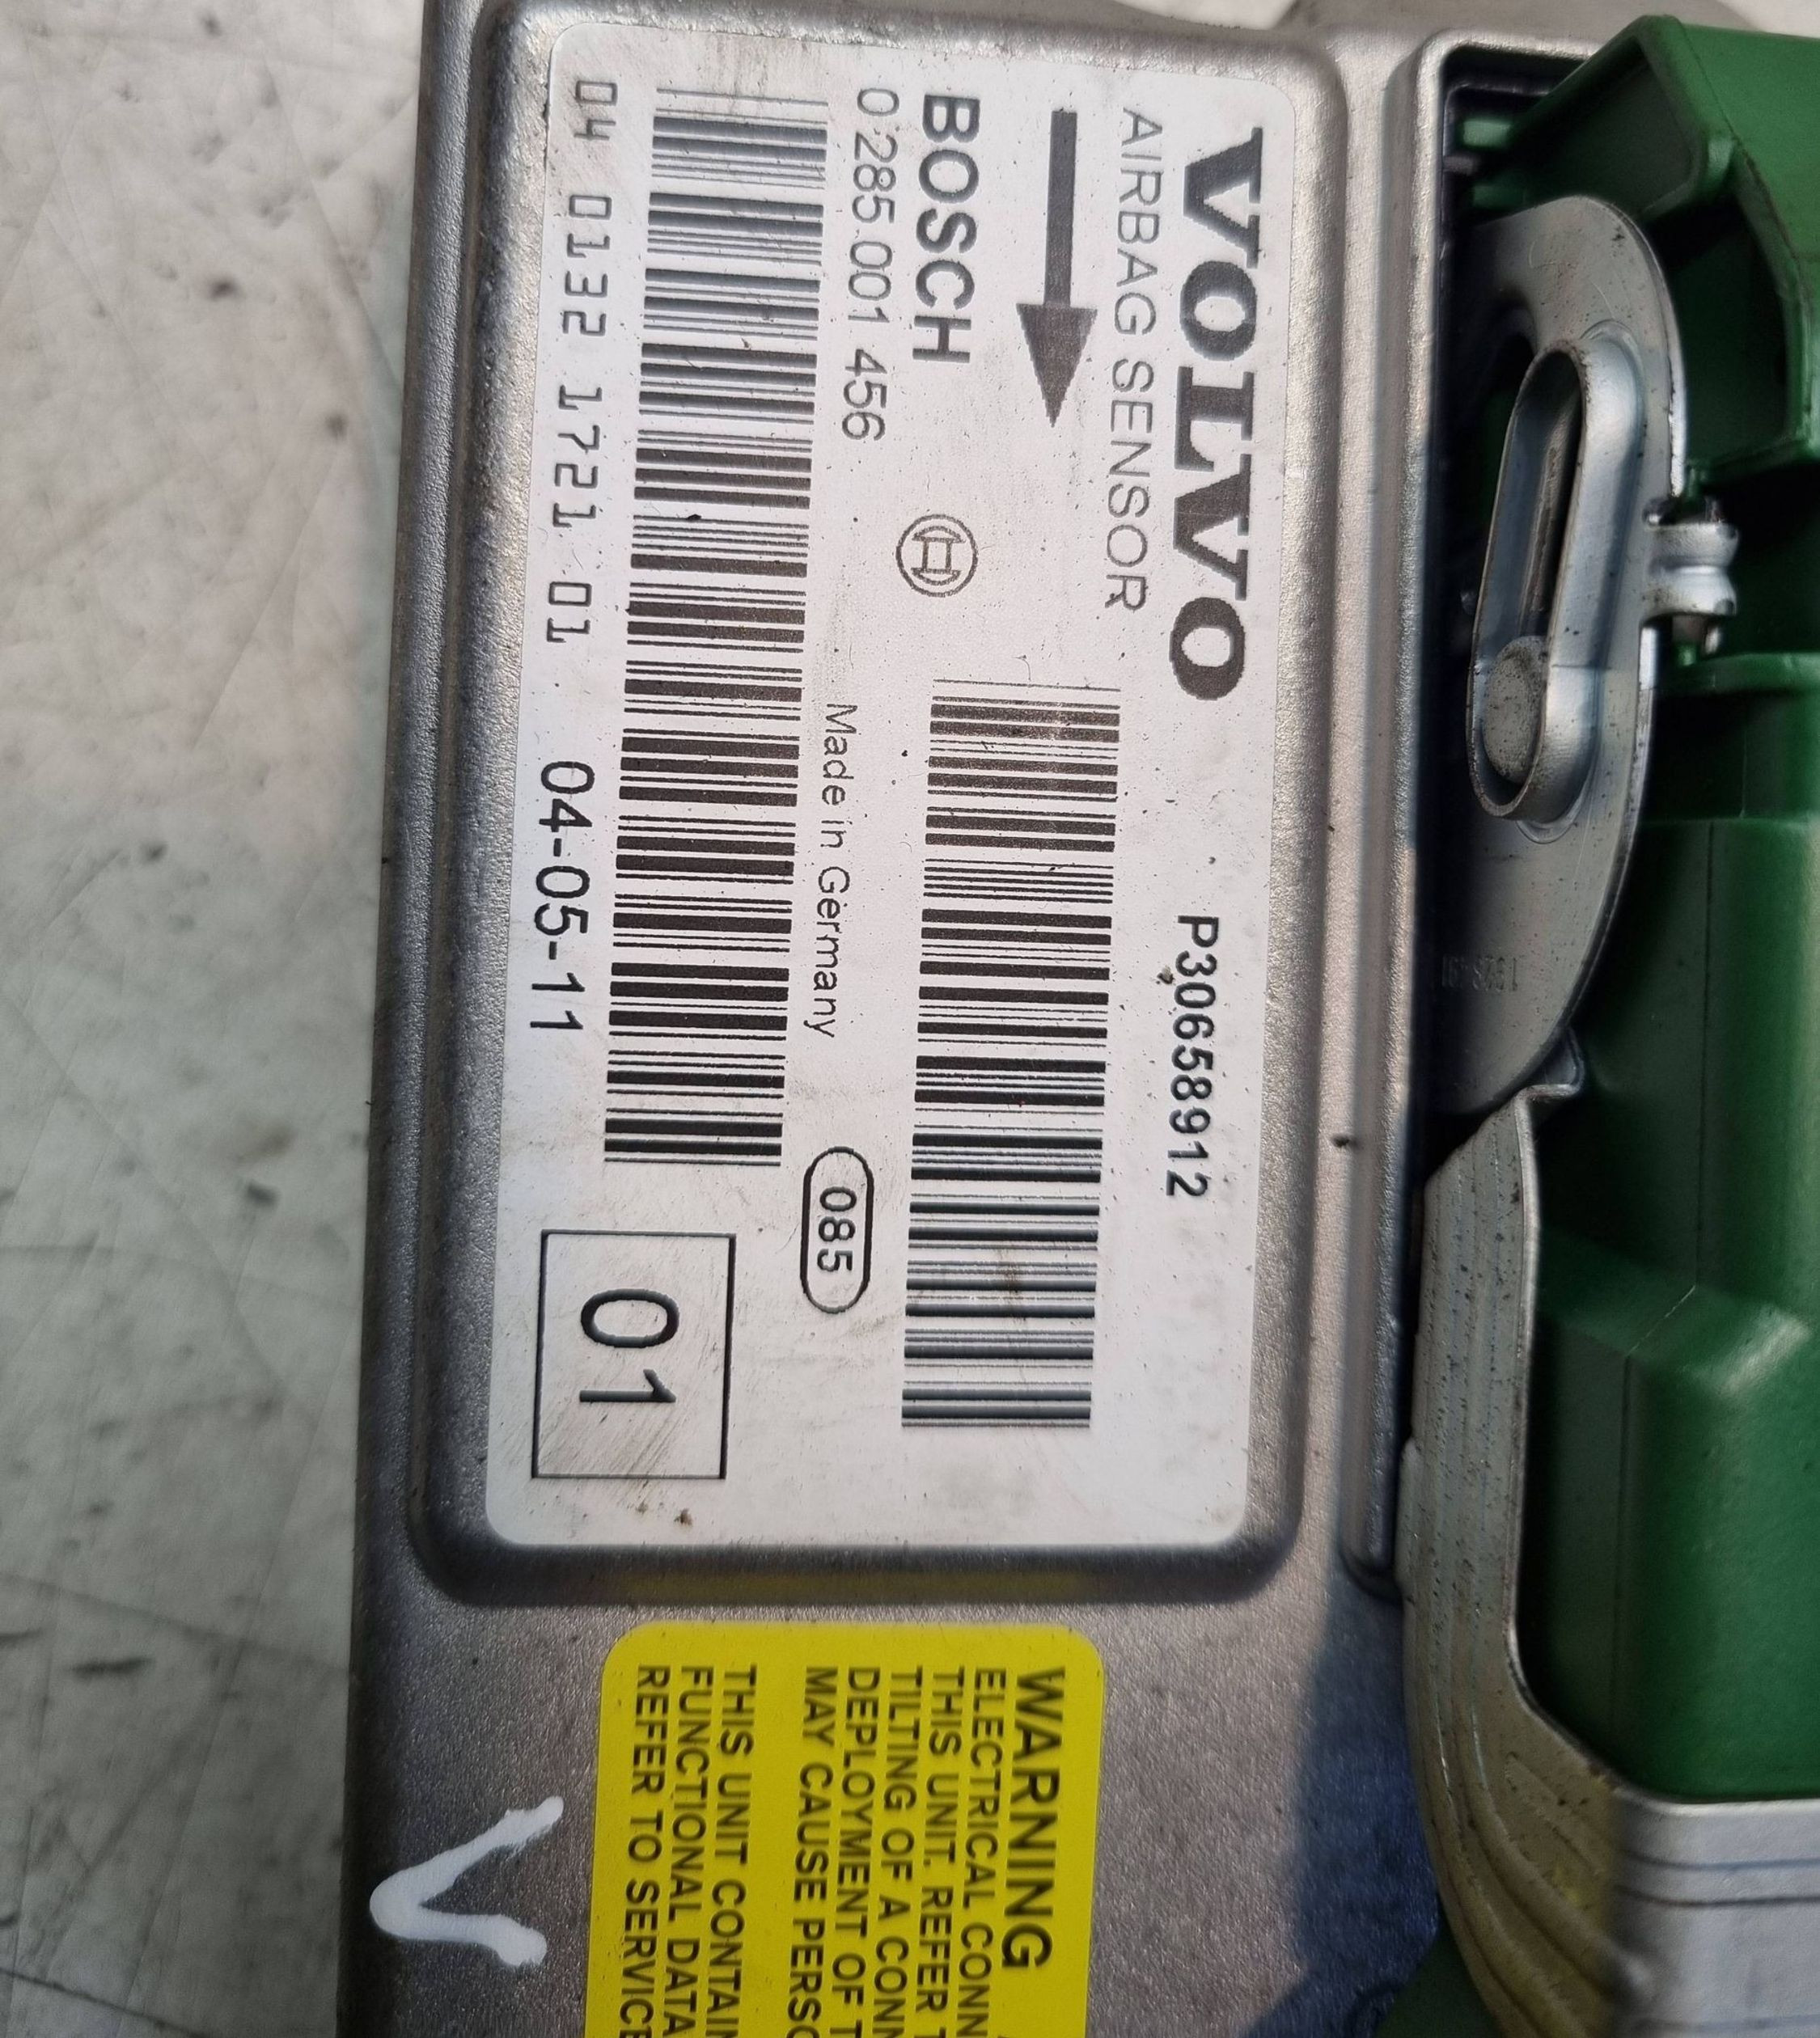 VOLVO
AIRBAG SENSOR
P30658912
BOSCH
0 285 001 456
Made in Germany
085
04 0132 1721 01
04-05-11
01
WARNING
ELECTRICAL CONN
THIS UNIT. REFER T
TILTING OF A CONN
DEPLOYMENT OF T
MAY CAUSE PERSO
THIS UNIT CONTAIN
FUNCTIONAL DATA
REFER TO SERVICE